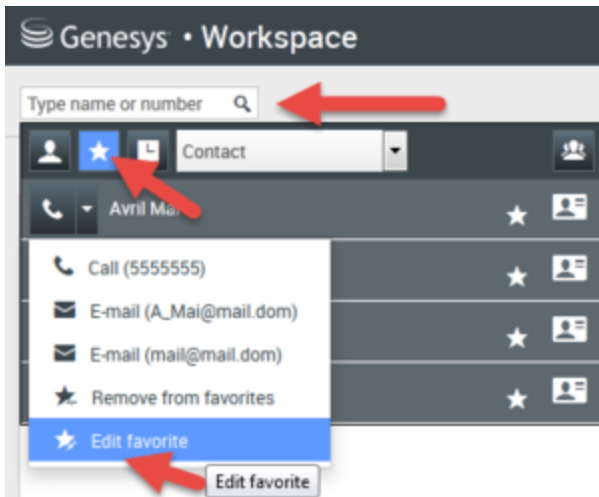 Genesys · Workspace
Type name or number
Contact
Avril Mai
Call (5555555)
E-mail (A_Mai@mail.dom)
E-mail (mail@mail.dom)
Remove from favorites
Edit favorite
Edit favorite